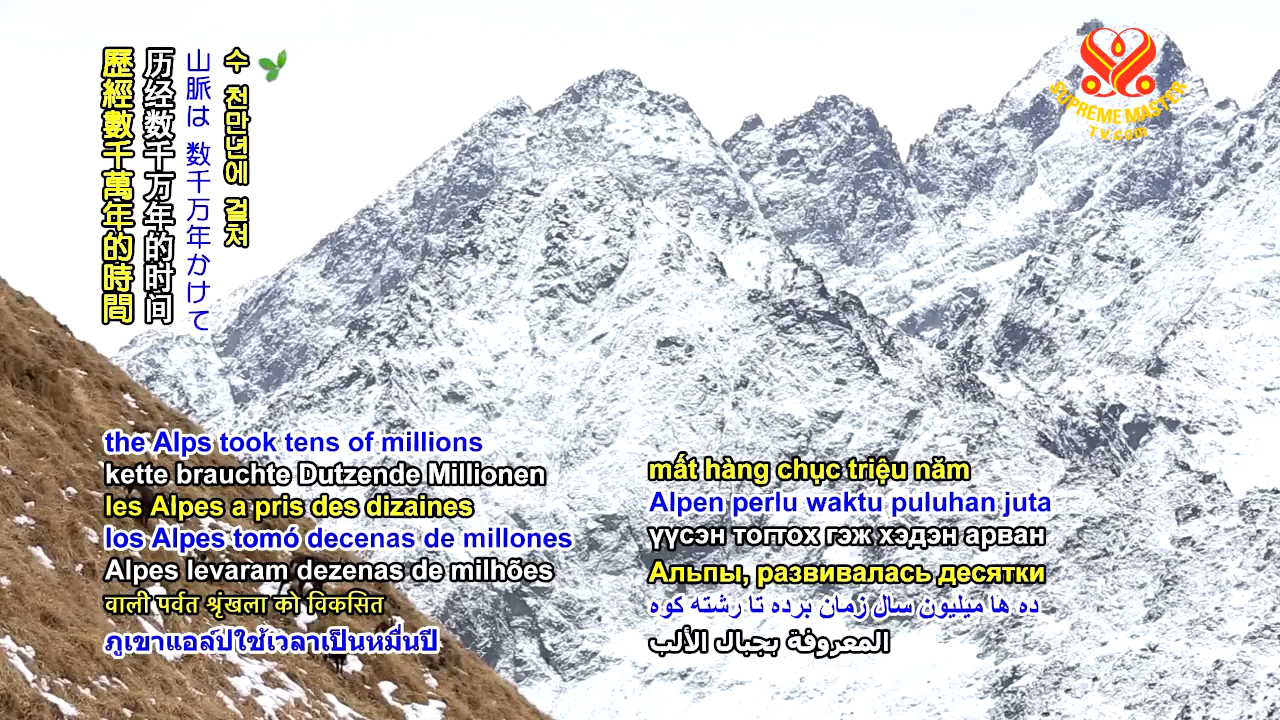 수 천만년에 걸쳐
山脈は 数千万年かけて
历经数千万年的时间
歷經數千萬年的時間
SUPREME MASTER
TV.com
the Alps took tens of millions
kette brauchte Dutzende Millionen
les Alpes a pris des dizaines
los Alpes tomó decenas de millones
Alpes levaram dezenas de milhões
वाली पर्वत श्रृंखला को विकसित
ภูเขาแอลป์ใช้เวลาเป็นหมื่นปี
mất hàng chục triệu năm
Alpen perlu waktu puluhan juta
үүсэн тогтох гэж хэдэн арван
Альпы, развивалась десятки
ده ها میلیون سال زمان برده تا رشته کوه
المعروفة بجبال الألب